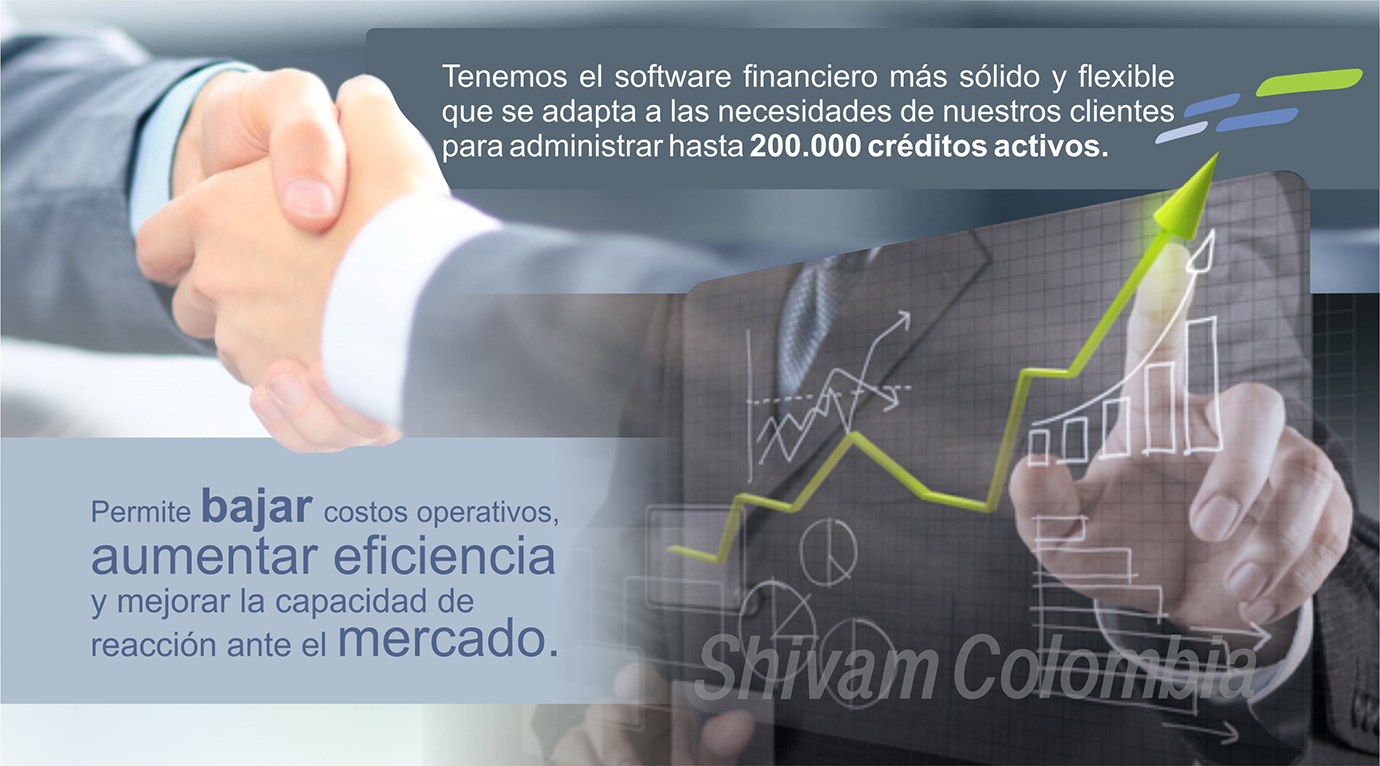 Tenemos el software financiero más sólido y flexible
que se adapta a las necesidades de nuestros clientes
para administrar hasta 200.000 créditos activos.
Permite bajar costos operativos,
aumentar eficiencia
y mejorar la capacidad de
reacción ante el mercado.
Shivam Colombia